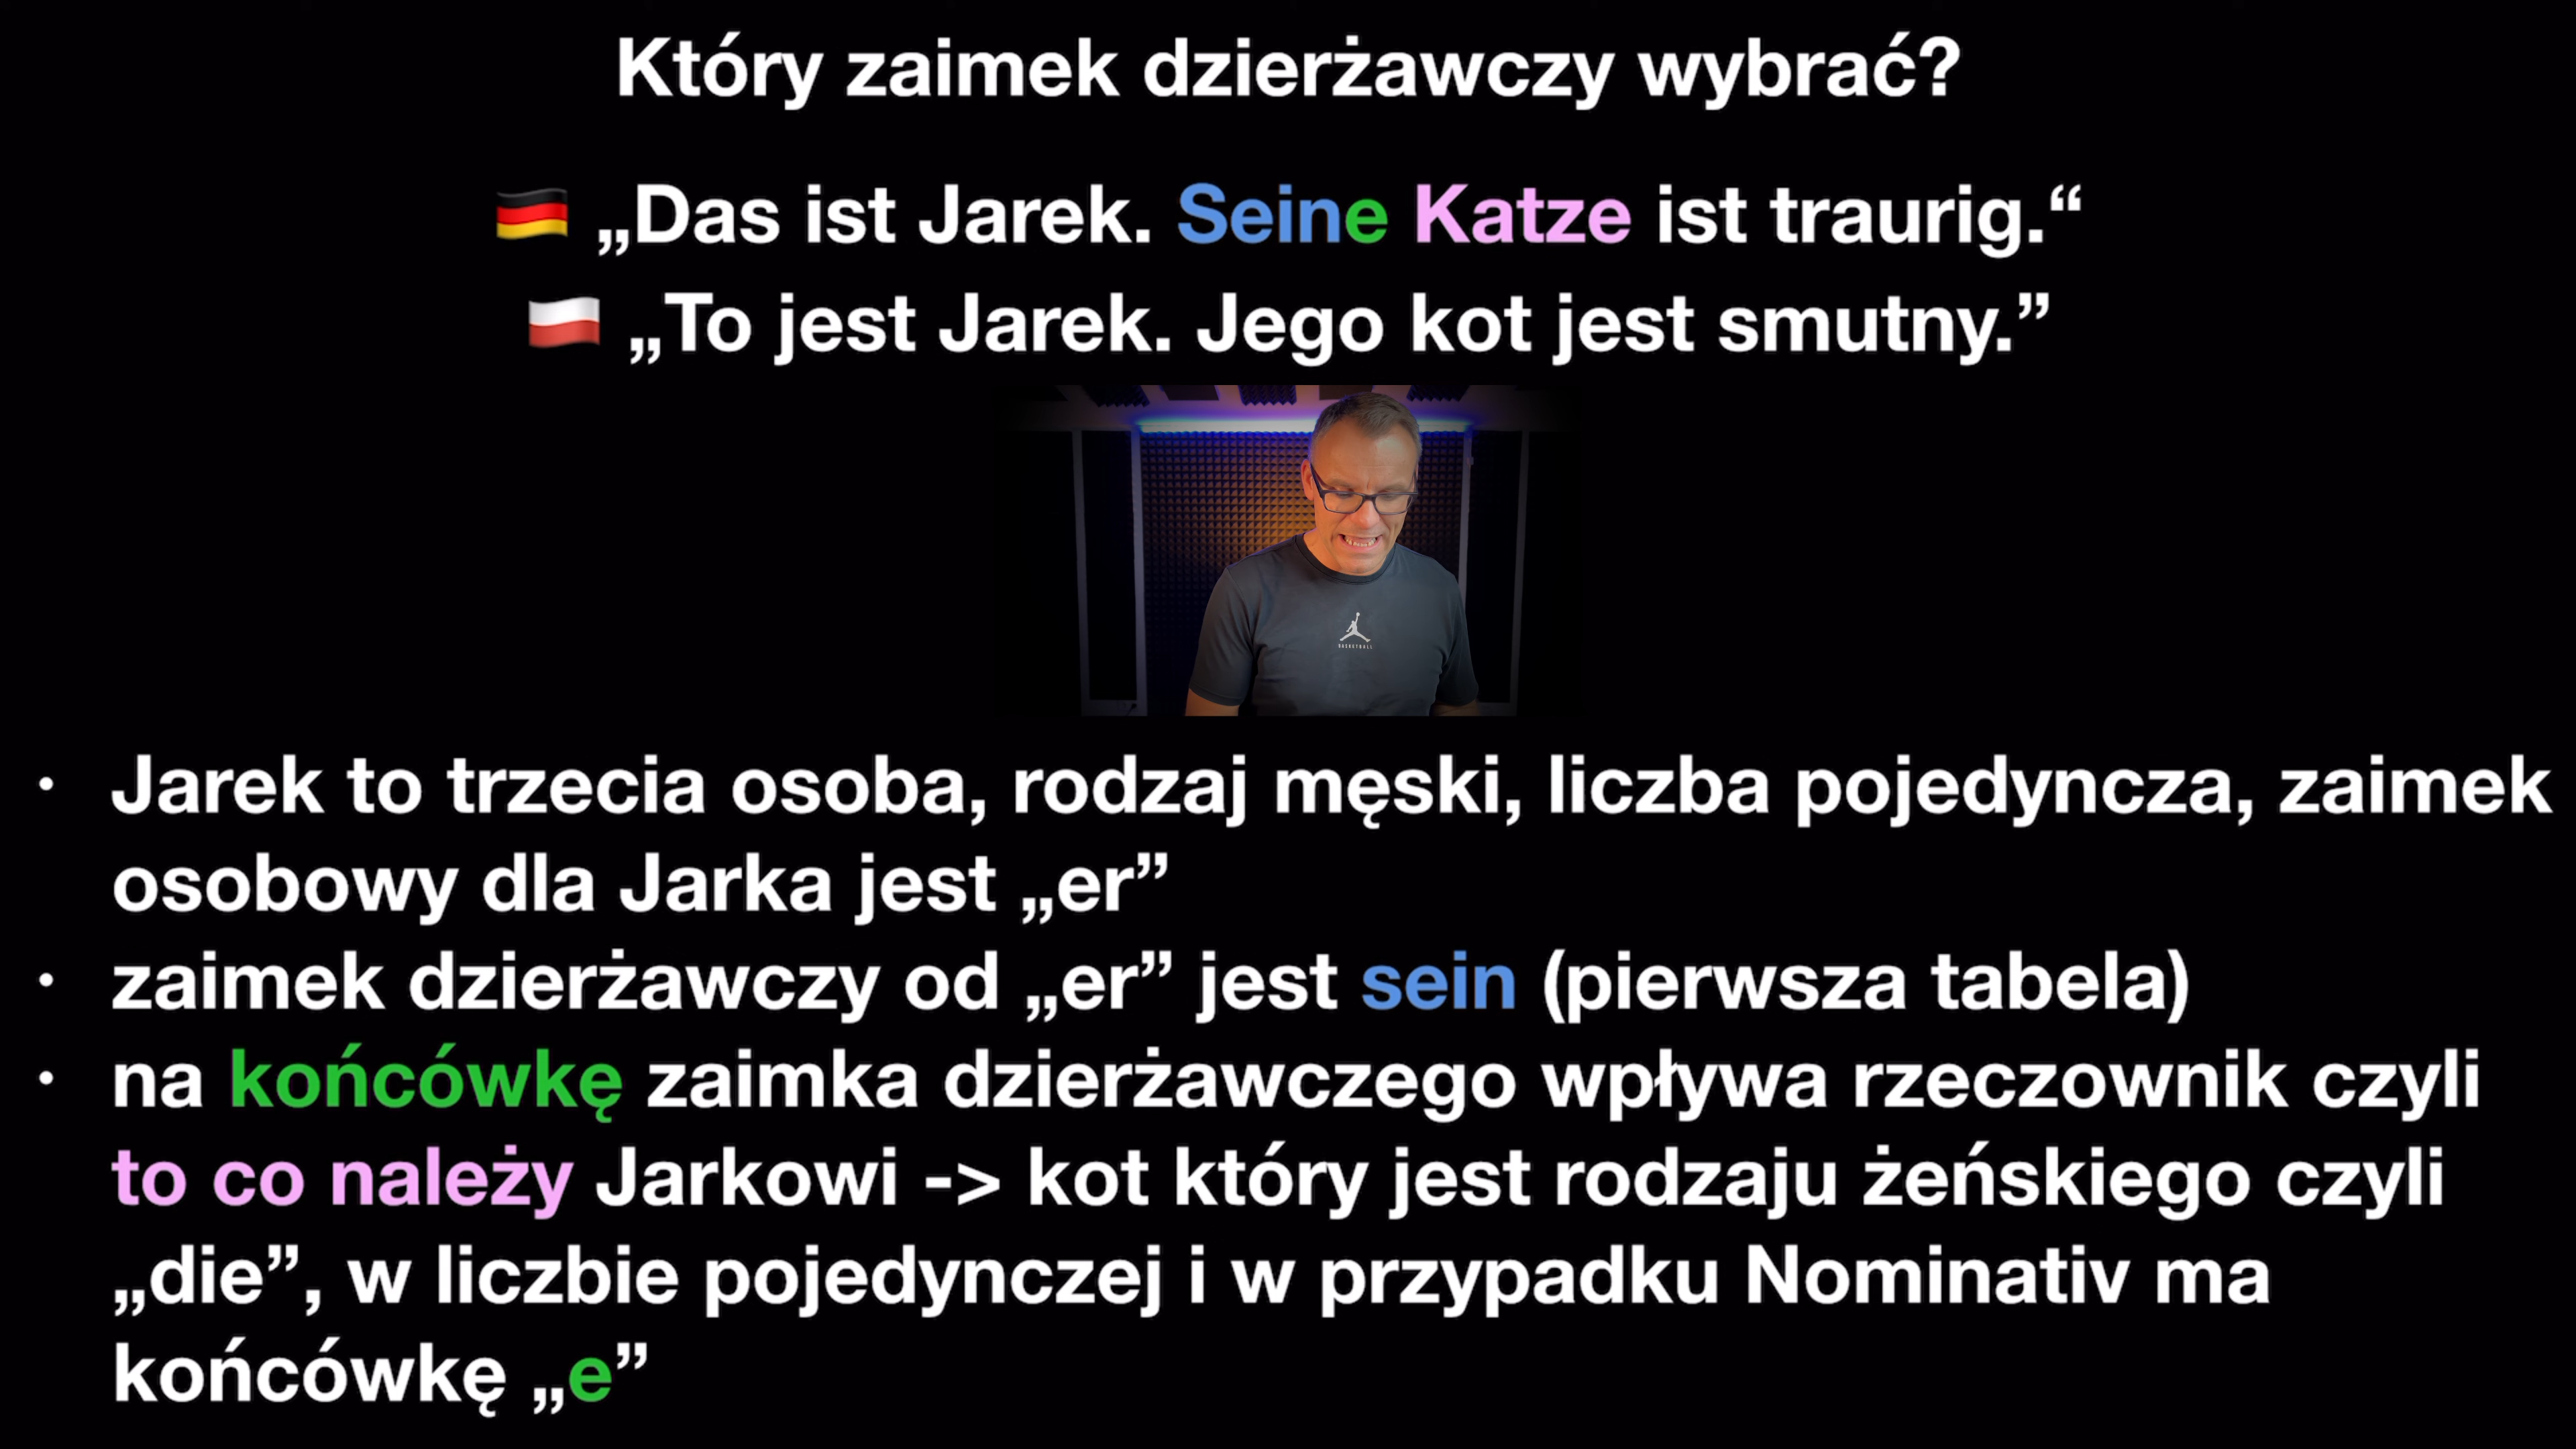 Który zaimek dzierżawczy wybrać?
„Das ist Jarek. Seine Katze ist traurig.“
„To jest Jarek. Jego kot jest smutny.”
BASKETBALL
• Jarek to trzecia osoba, rodzaj męski, liczba pojedyncza, zaimek
osobowy dla Jarka jest „er”
• zaimek dzierżawczy od „er” jest sein (pierwsza tabela)
• na końcówkę zaimka dzierżawczego wpływa rzeczownik czyli
to co należy Jarkowi -> kot który jest rodzaju żeńskiego czyli
„die”, w liczbie pojedynczej i w przypadku Nominativ ma
końcówkę „e”